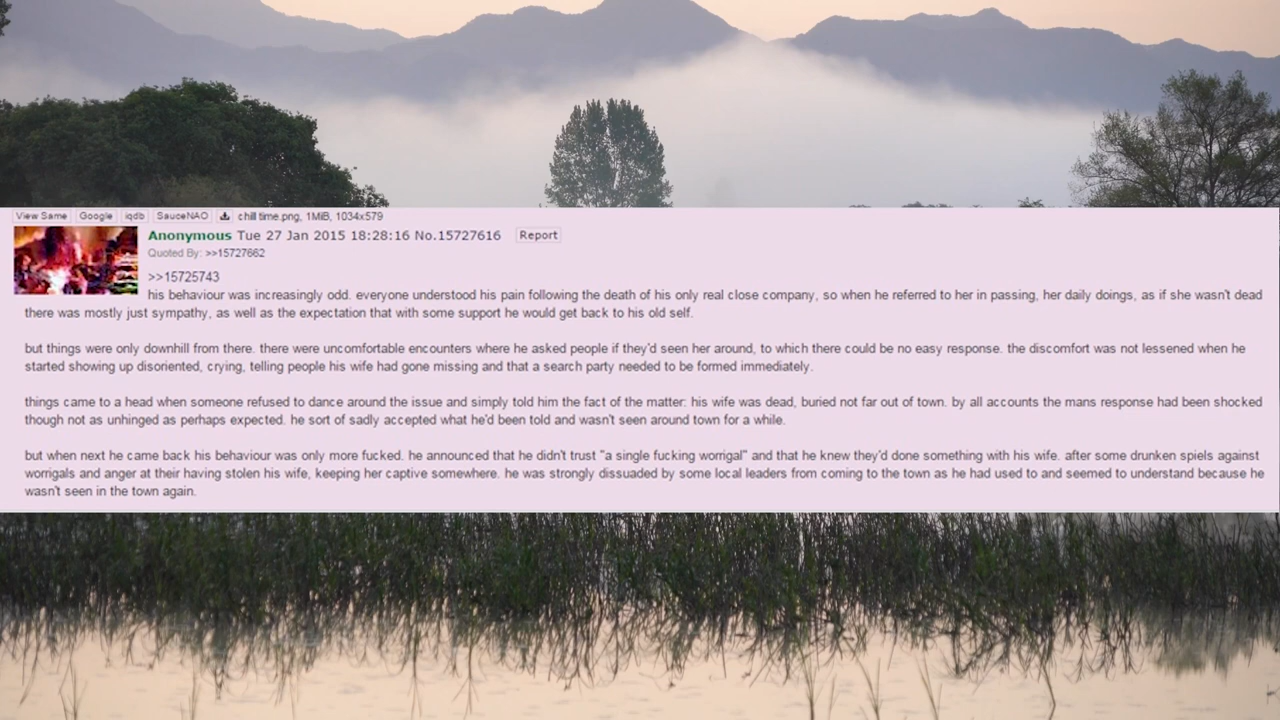 View Same Google iqdb SauceNAO chill time.png, 1MiB, 1034x579
Anonymous Tue 27 Jan 2015 18:28:16 No.15727616 Report
Quoted By: >>15727662
>>15725743
his behaviour was increasingly odd. everyone understood his pain following the death of his only real close company, so when he referred to her in passing, her daily doings, as if she wasn't dead
there was mostly just sympathy, as well as the expectation that with some support he would get back to his old self.
but things were only downhill from there. there were uncomfortable encounters where he asked people if they'd seen her around, to which there could be no easy response. the discomfort was not lessened when he
started showing up disoriented, crying, telling people his wife had gone missing and that a search party needed to be formed immediately.
things came to a head when someone refused to dance around the issue and simply told him the fact of the matter: his wife was dead, buried not far out of town. by all accounts the mans response had been shocked
though not as unhinged as perhaps expected. he sort of sadly accepted what he'd been told and wasn't seen around town for a while.
but when next he came back his behaviour was only more fucked. he announced that he didn't trust "a single fucking worrigal" and that he knew they'd done something with his wife. after some drunken spiels against
worrigals and anger at their having stolen his wife, keeping her captive somewhere. he was strongly dissuaded by some local leaders from coming to the town as he had used to and seemed to understand because he
wasn't seen in the town again.